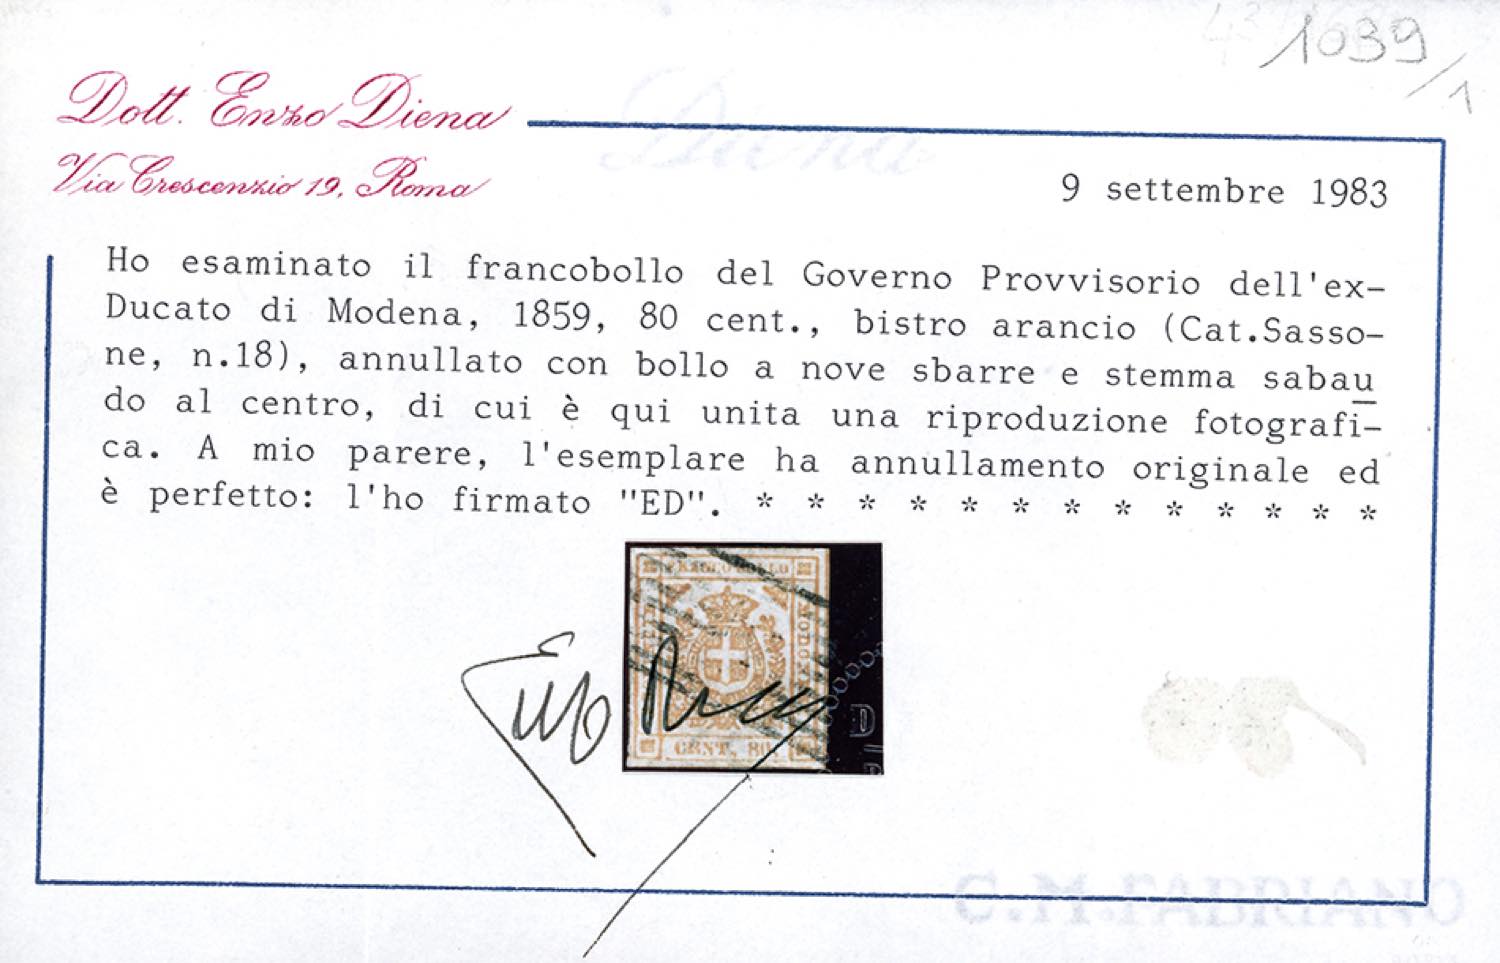 1039/1
Dott. Enzo Diena
Via Crescenzio 19, Roma
9 settembre 1983
Ho esaminato il francobollo del Governo Provvisorio dell'ex-
Ducato di Modena, 1859, 80 cent., bistro arancio (Cat.Sasso-
ne, n.18), annullato con bollo a nove sbarre e stemma sabau
do al centro, di cui è qui unita una riproduzione fotografi-
ca. A mio parere, l'esemplare ha annullamento originale ed
è perfetto: l'ho firmato "ED". * * * * * * * * * * * * *
CENT. 80
C.M.FABRIANO